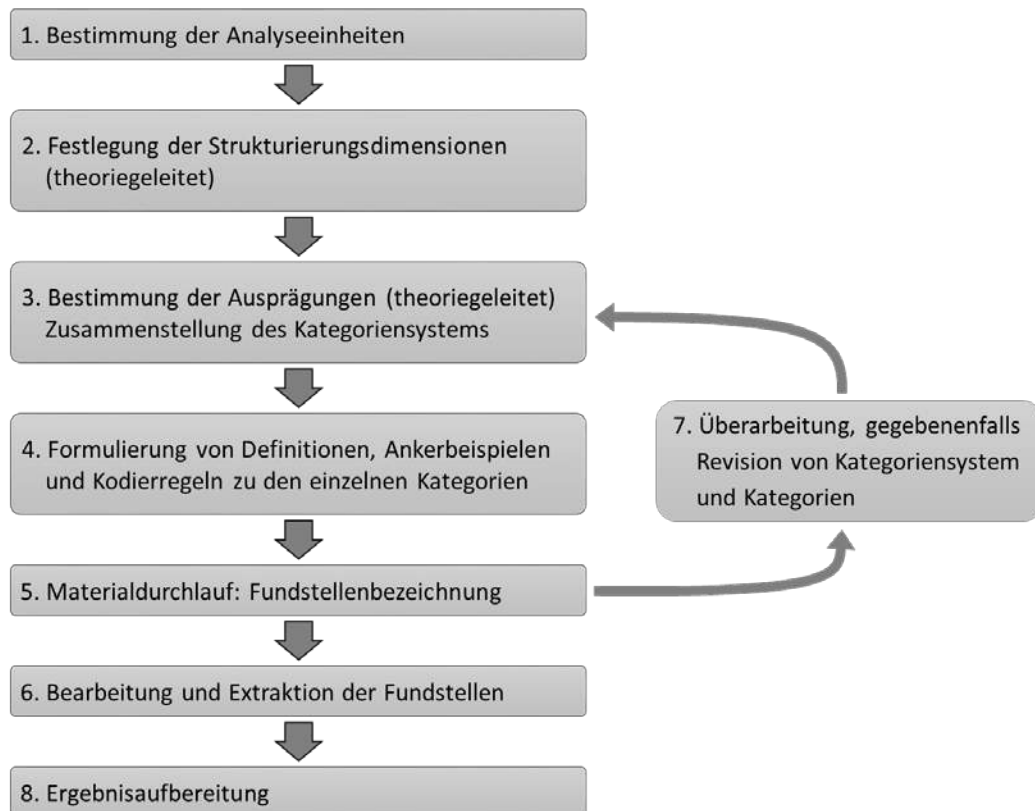 1. Bestimmung der Analyseeinheiten
2. Festlegung der Strukturierungsdimensionen
(theoriegeleitet)
3. Bestimmung der Ausprägungen (theoriegeleitet)
Zusammenstellung des Kategoriensystems
4. Formulierung von Definitionen, Ankerbeispielen
und Kodierregeln zu den einzelnen Kategorien
5. Materialdurchlauf: Fundstellenbezeichnung
6. Bearbeitung und Extraktion der Fundstellen
7. Überarbeitung, gegebenenfalls
Revision von Kategoriensystem
und Kategorien
8. Ergebnisaufbereitung